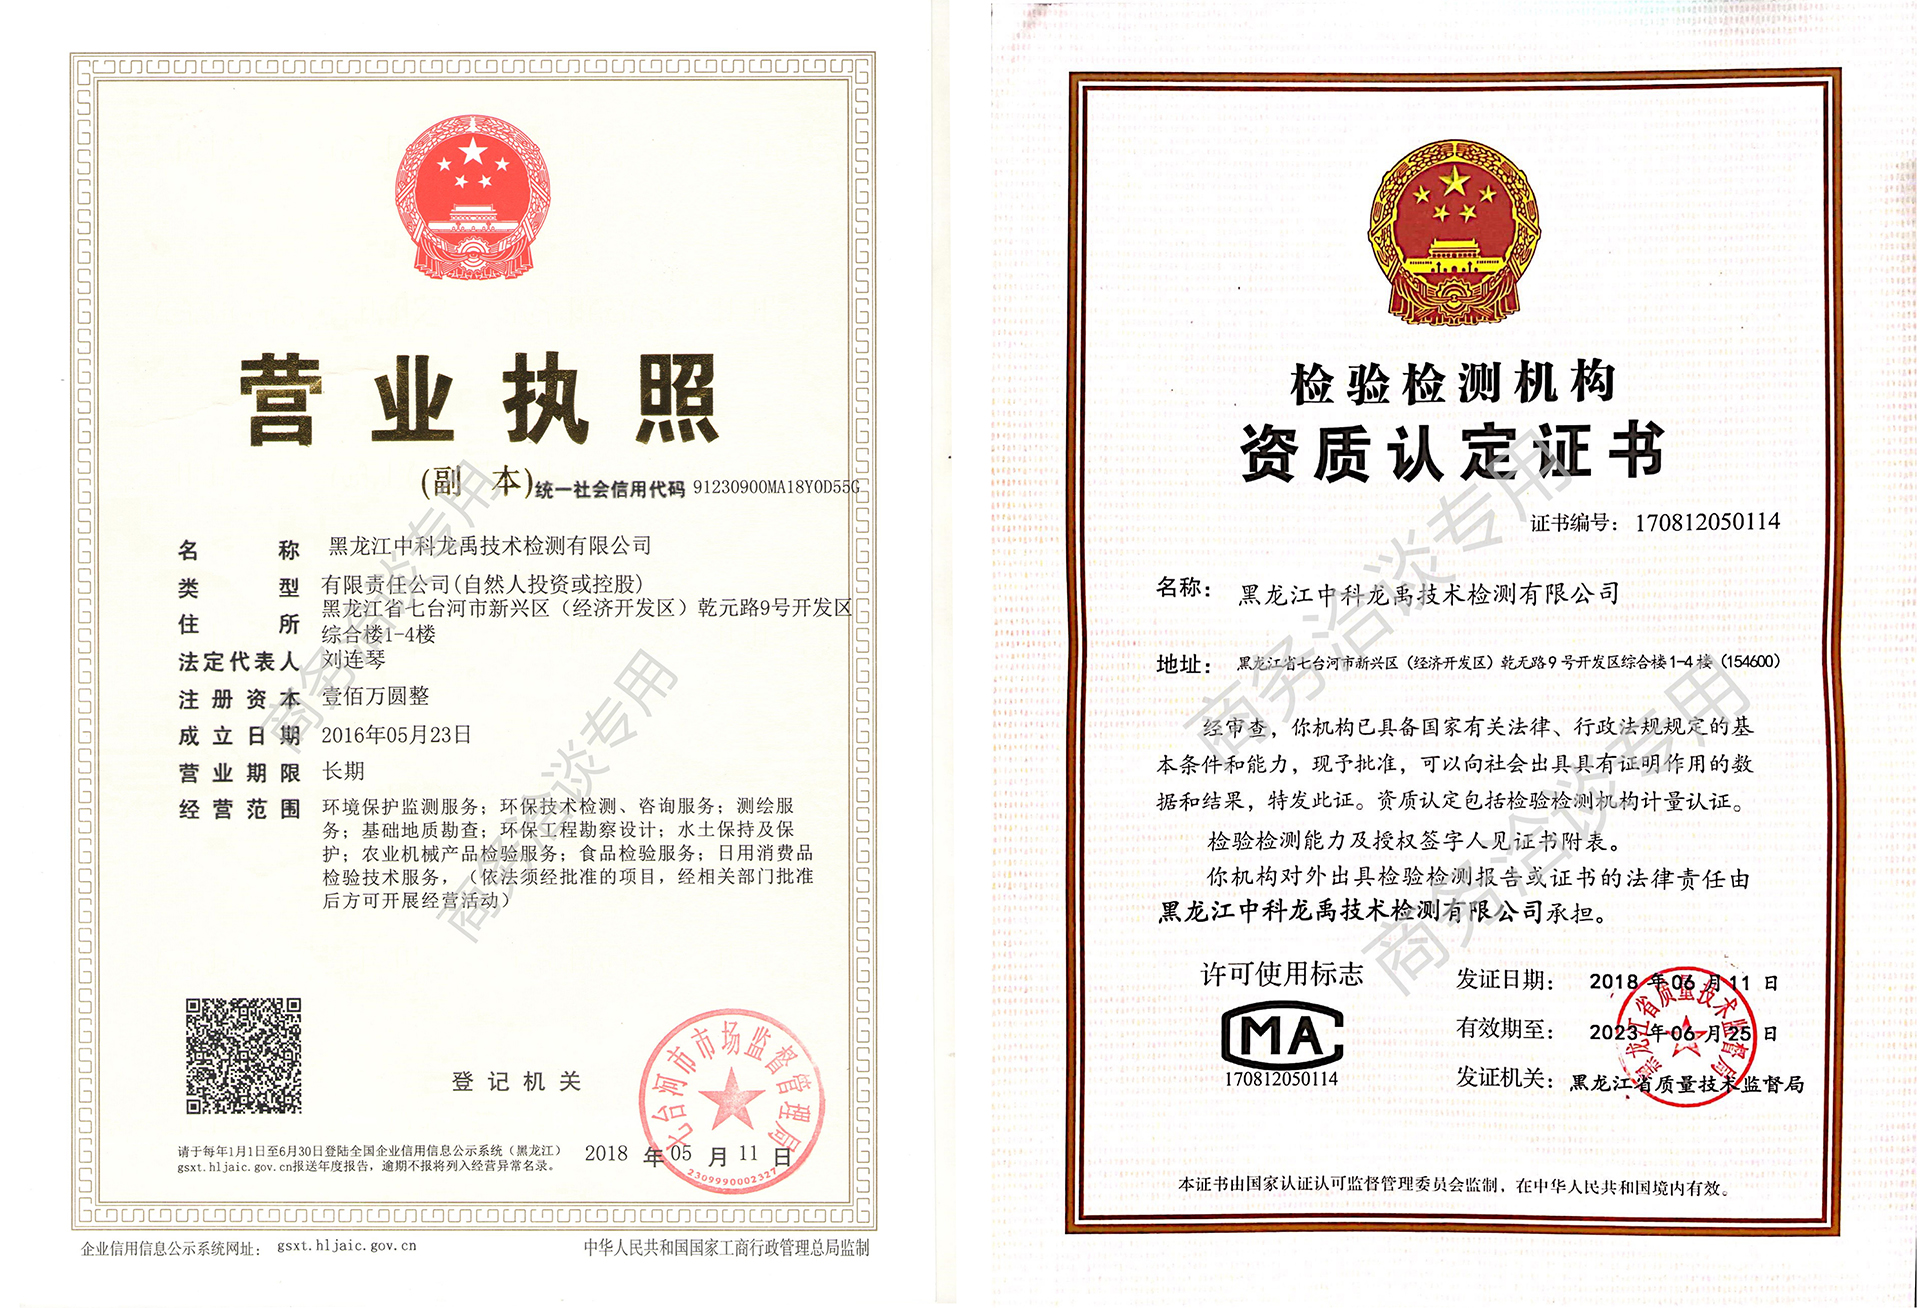 营业执照
(副 本) 统一社会信用代码 91230900MA18Y0D55G
名 称 黑龙江中科龙禹技术检测有限公司
类 型 有限责任公司(自然人投资或控股)
住 所 黑龙江省七台河市新兴区（经济开发区）乾元路9号开发区
综合楼1-4楼
法定代表人 刘连琴
注册资本 壹佰万圆整
成立日期 2016年05月23日
营业期限 长期
经营范围 环境保护监测服务；环保技术检测、咨询服务；测绘服
务；基础地质勘查；环保工程勘察设计；水土保持及保
护；农业机械产品检验服务；食品检验服务；日用消费品
检验技术服务，（依法须经批准的项目，经相关部门批准
后方可开展经营活动）
登记机关
七台河市市场监督管理局
2309990002327
2018 年 05 月 11 日
请于每年1月1日至6月30日登陆全国企业信用信息公示系统（黑龙江）
gsxt.hljaic.gov.cn报送年度报告，逾期不报将列入经营异常名录。
企业信用信息公示系统网址： gsxt.hljaic.gov.cn
中华人民共和国国家工商行政管理总局监制
商务洽谈专用
商务洽谈专用
检验检测机构
资质认定证书
证书编号：170812050114
名称：黑龙江中科龙禹技术检测有限公司
地址：黑龙江省七台河市新兴区（经济开发区）乾元路9号开发区综合楼1-4楼（154600）
经审查，你机构已具备国家有关法律、行政法规规定的基
本条件和能力，现予批准，可以向社会出具具有证明作用的数
据和结果，特发此证。资质认定包括检验检测机构计量认证。
检验检测能力及授权签字人见证书附表。
你机构对外出具检验检测报告或证书的法律责任由
黑龙江中科龙禹技术检测有限公司承担。
许可使用标志
MA
170812050114
发证日期： 2018 年 06 月 11 日
有效期至： 2023 年 06 月 25 日
发证机关：黑龙江省质量技术监督局
黑龙江省质量技术监督局
本证书由国家认证认可监督管理委员会监制，在中华人民共和国境内有效。
商务洽谈专用
商务洽谈专用